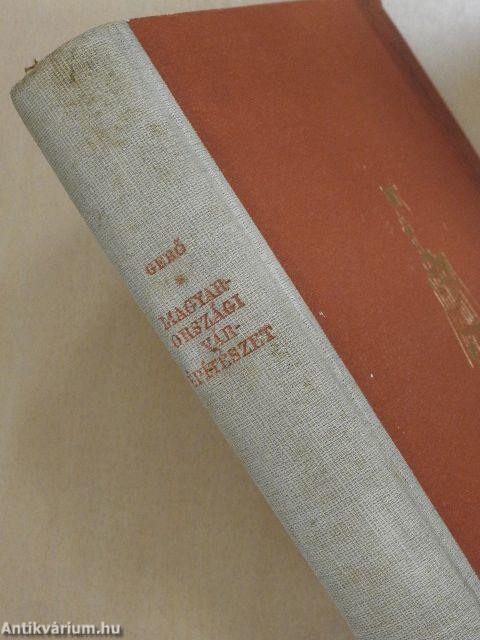 GERŐ
*
MAGYAR-
ORSZÁGI
VÁR-
ÉPÍTÉSZET
Antikvárium.hu